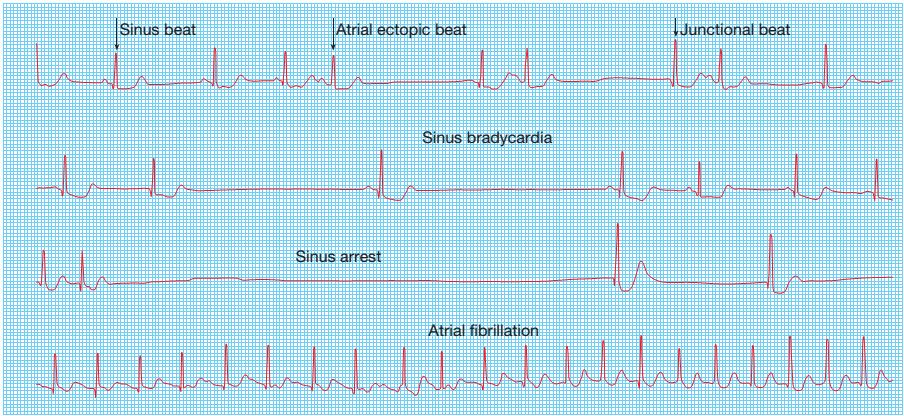 Sinus beat
Atrial ectopic beat
Junctional beat
Sinus bradycardia
Sinus arrest
Atrial fibrillation